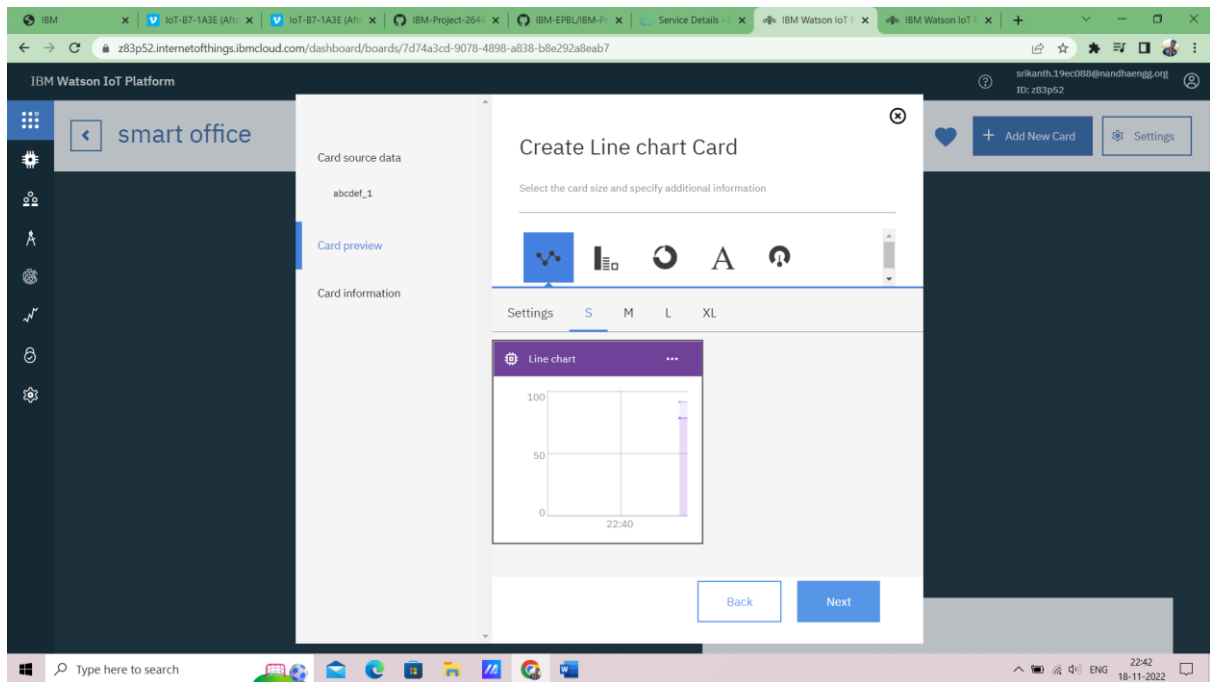 IBM
IoT-B7-1A3E (Afte
IoT-B7-1A3E (Afte
IBM-Project-2644
IBM-EPBL/IBM-Pr
Service Details - I
IBM Watson IoT P
IBM Watson IoT P
z83p52.internetofthings.ibmcloud.com/dashboard/boards/7d74a3cd-9078-4898-a838-b8e292a8eab7
IBM Watson IoT Platform
srikanth.19ec088@nandhaengg.org
ID: z83p52
smart office
Add New Card
Settings
Card source data
abcdef_1
Card preview
Card information
Create Line chart Card
Select the card size and specify additional information
A
Settings S M L XL
Line chart
100
50
0
22:40
Back Next
Type here to search
ENG
22:42
18-11-2022